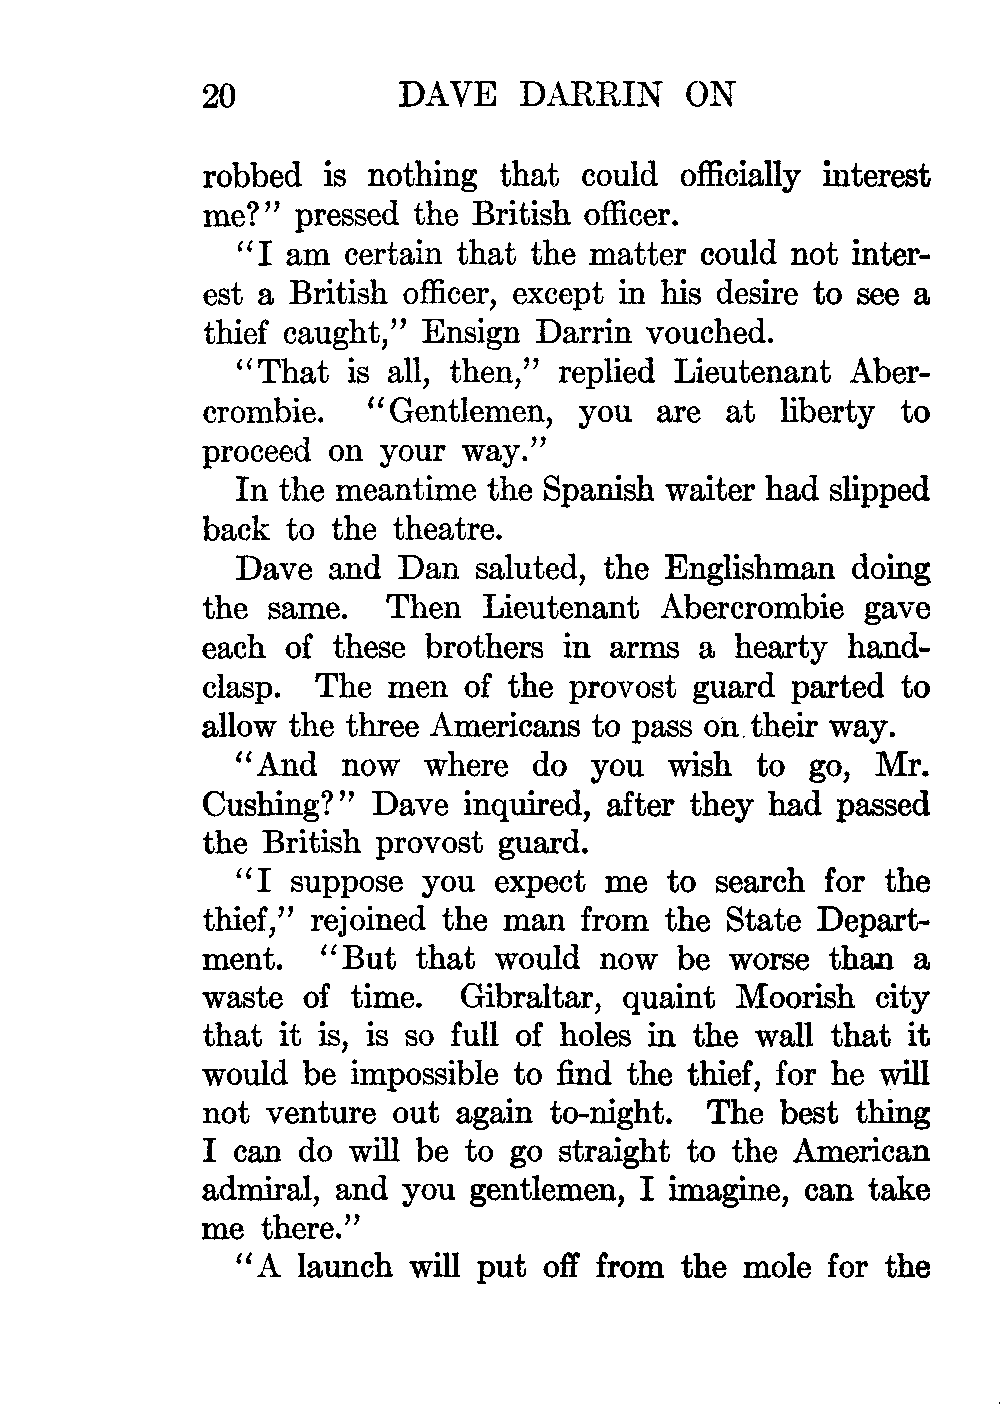 20 DAVE DARRIN ON
robbed is nothing that could officially interest
me?" pressed the British officer.
"I am certain that the matter could not inter-
est a British officer, except in his desire to see a
thief caught," Ensign Darrin vouched.
"That is all, then," replied Lieutenant Aber-
crombie. "Gentlemen, you are at liberty to
proceed on your way."
In the meantime the Spanish waiter had slipped
back to the theatre.
Dave and Dan saluted, the Englishman doing
the same. Then Lieutenant Abercrombie gave
each of these brothers in arms a hearty hand-
clasp. The men of the provost guard parted to
allow the three Americans to pass on their way.
"And now where do you wish to go, Mr.
Cushing?" Dave inquired, after they had passed
the British provost guard.
"I suppose you expect me to search for the
thief," rejoined the man from the State Depart-
ment. "But that would now be worse than a
waste of time. Gibraltar, quaint Moorish city
that it is, is so full of holes in the wall that it
would be impossible to find the thief, for he will
not venture out again to-night. The best thing
I can do will be to go straight to the American
admiral, and you gentlemen, I imagine, can take
me there."
"A launch will put off from the mole for the